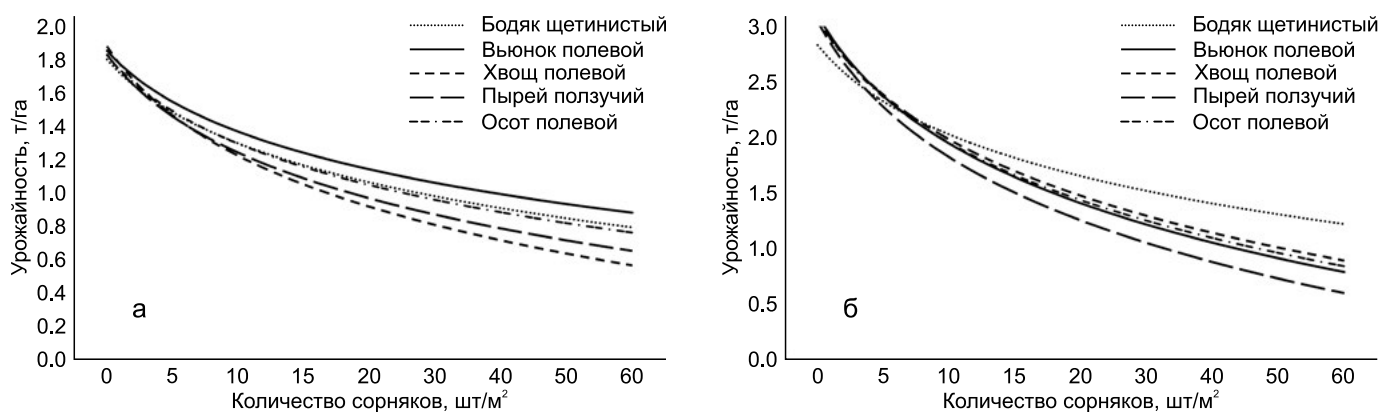 2.0
1.8
1.6
1.4
1.2
1.0
0.8
0.6
0.4
0.2
0.0
Урожайность, т/га
Бодяк щетинистый
Вьюнок полевой
Хвощ полевой
Пырей ползучий
Осот полевой
а
0 5 10 15 20 30 40 50 60
Количество сорняков, шт/м²
3.0
2.5
2.0
1.5
1.0
0.5
0.0
Урожайность, т/га
Бодяк щетинистый
Вьюнок полевой
Хвощ полевой
Пырей ползучий
Осот полевой
б
0 5 10 15 20 30 40 50 60
Количество сорняков, шт/м²